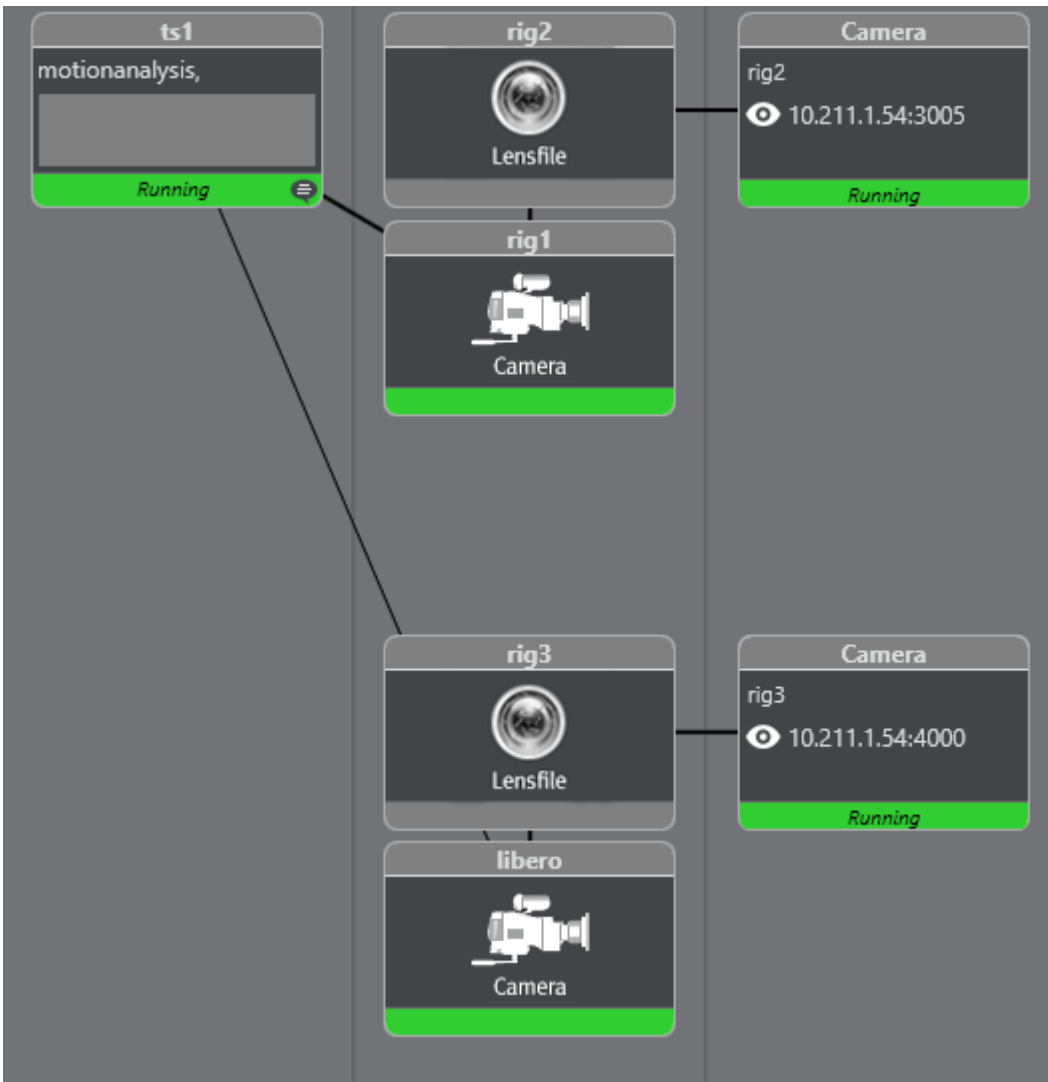 ts1
motionanalysis,
Running
rig2
Lensfile
Camera
rig2
10.211.1.54:3005
Running
rig1
Camera
rig3
Lensfile
Camera
rig3
10.211.1.54:4000
Running
libero
Camera